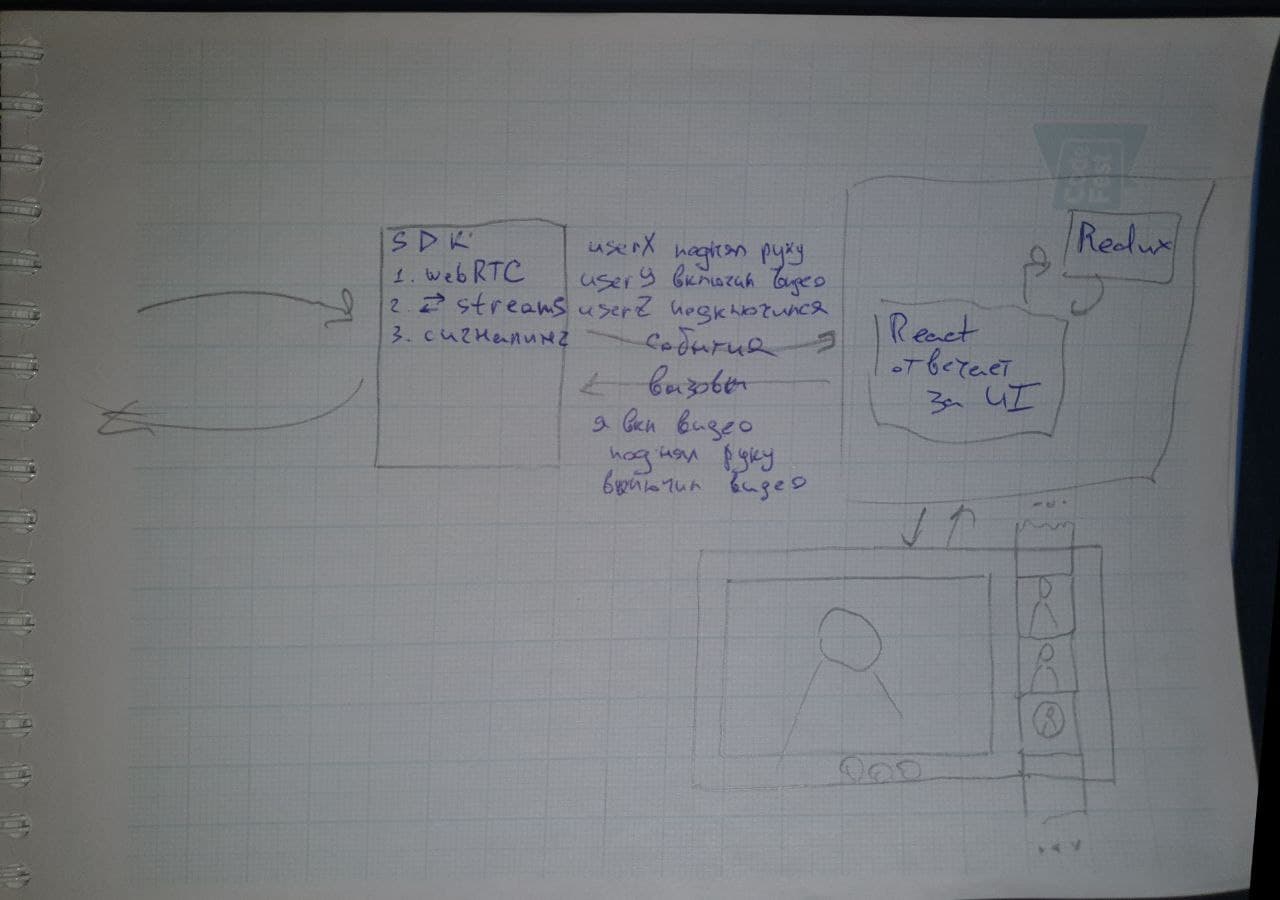 SDK
1. webRTC
2. ⇄ streams
3. сигналинг
userX поднял руку
userY включил видео
userZ подключился
события
вызовы
я вкл видео
поднял руку
включил видео
Redux
React
отвечает
за UI